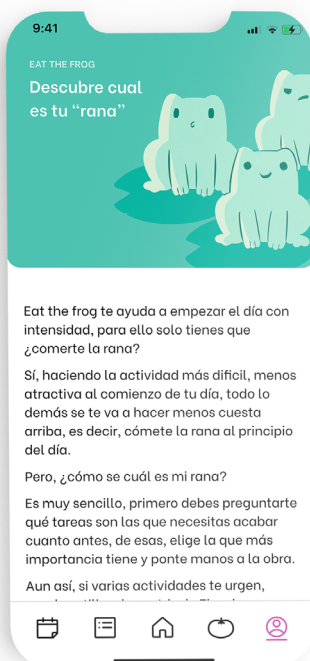 9:41
EAT THE FROG
Descubre cual
es tu “rana”
Eat the frog te ayuda a empezar el día con
intensidad, para ello solo tienes que
¿comerte la rana?
Sí, haciendo la actividad más dificil, menos
atractiva al comienzo de tu día, todo lo
demás se te va a hacer menos cuesta
arriba, es decir, cómete la rana al principio
del día.
Pero, ¿cómo se cuál es mi rana?
Es muy sencillo, primero debes preguntarte
qué tareas son las que necesitas acabar
cuanto antes, de esas, elige la que más
importancia tiene y ponte manos a la obra.
Aun así, si varias actividades te urgen,